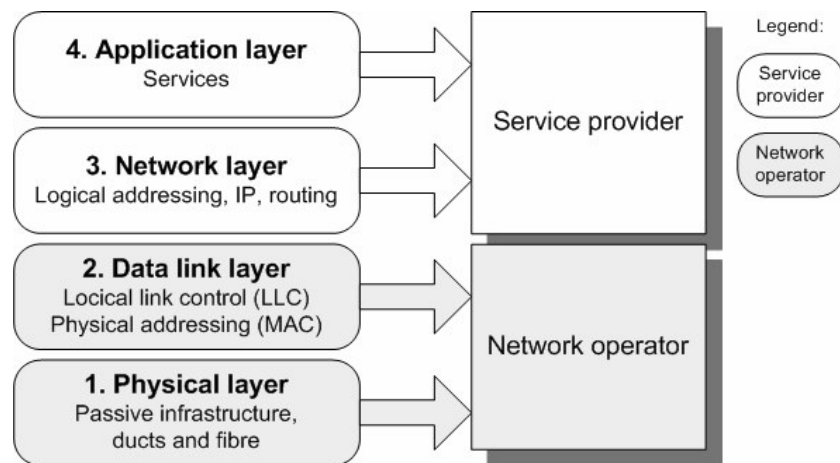 4. Application layer
Services
3. Network layer
Logical addressing, IP, routing
2. Data link layer
Locical link control (LLC)
Physical addressing (MAC)
1. Physical layer
Passive infrastructure,
ducts and fibre
Service provider
Network operator
Legend:
Service
provider
Network
operator